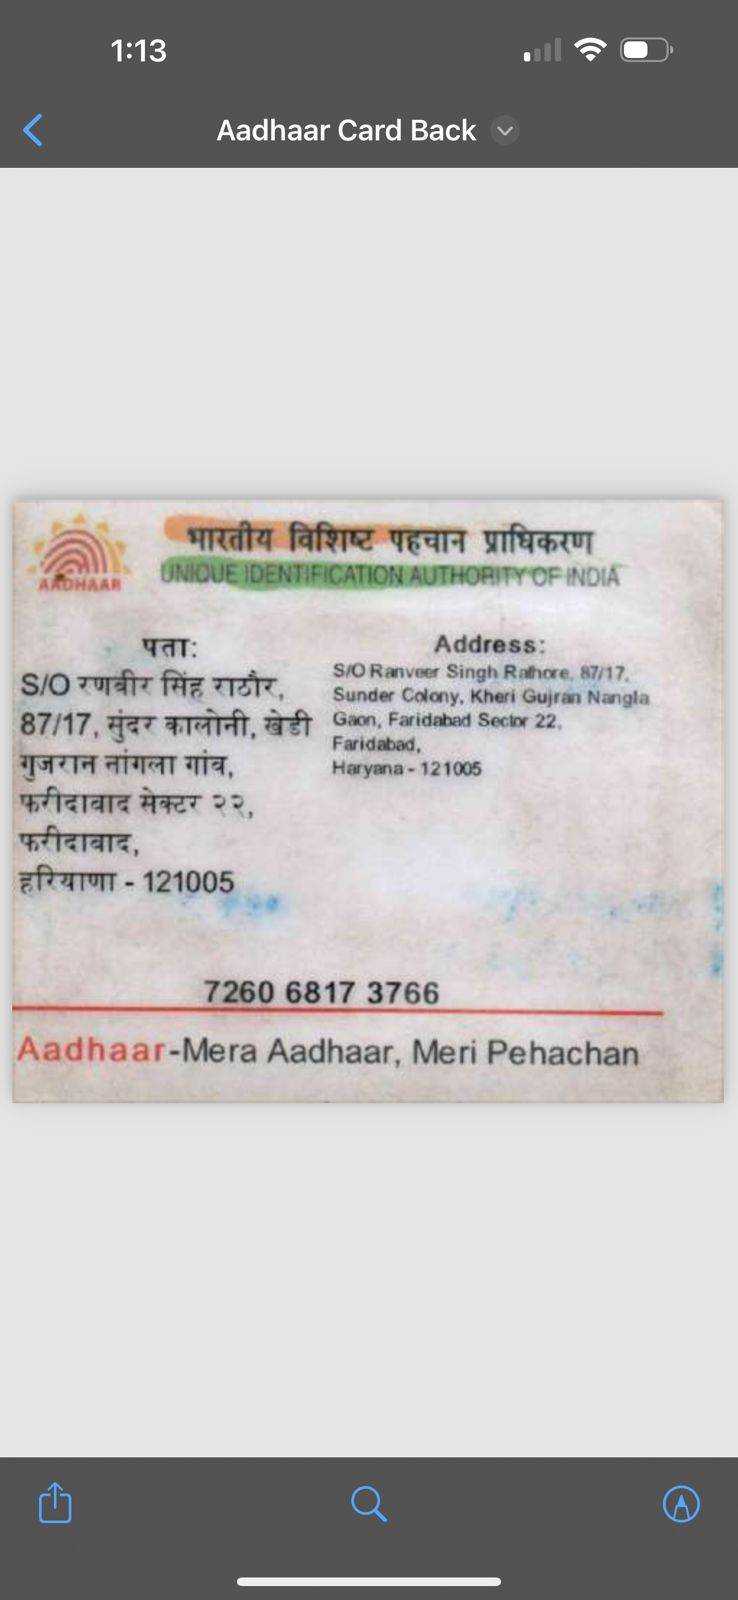 1:13
Aadhaar Card Back
भारतीय विशिष्ट पहचान प्राधिकरण
AADHAAR
UNIQUE IDENTIFICATION AUTHORITY OF INDIA
पता:
S/O रणबीर सिंह राठौर,
87/17, सुंदर कालोनी, खेडी
गुजरान नांगला गांव,
फरीदाबाद सेक्टर २२,
फरीदाबाद,
हरियाणा - 121005
Address:
S/O Ranveer Singh Rathore, 87/17,
Sunder Colony, Kheri Gujran Nangla
Gaon, Faridabad Sector 22,
Faridabad,
Haryana - 121005
7260 6817 3766
Aadhaar-Mera Aadhaar, Meri Pehachan